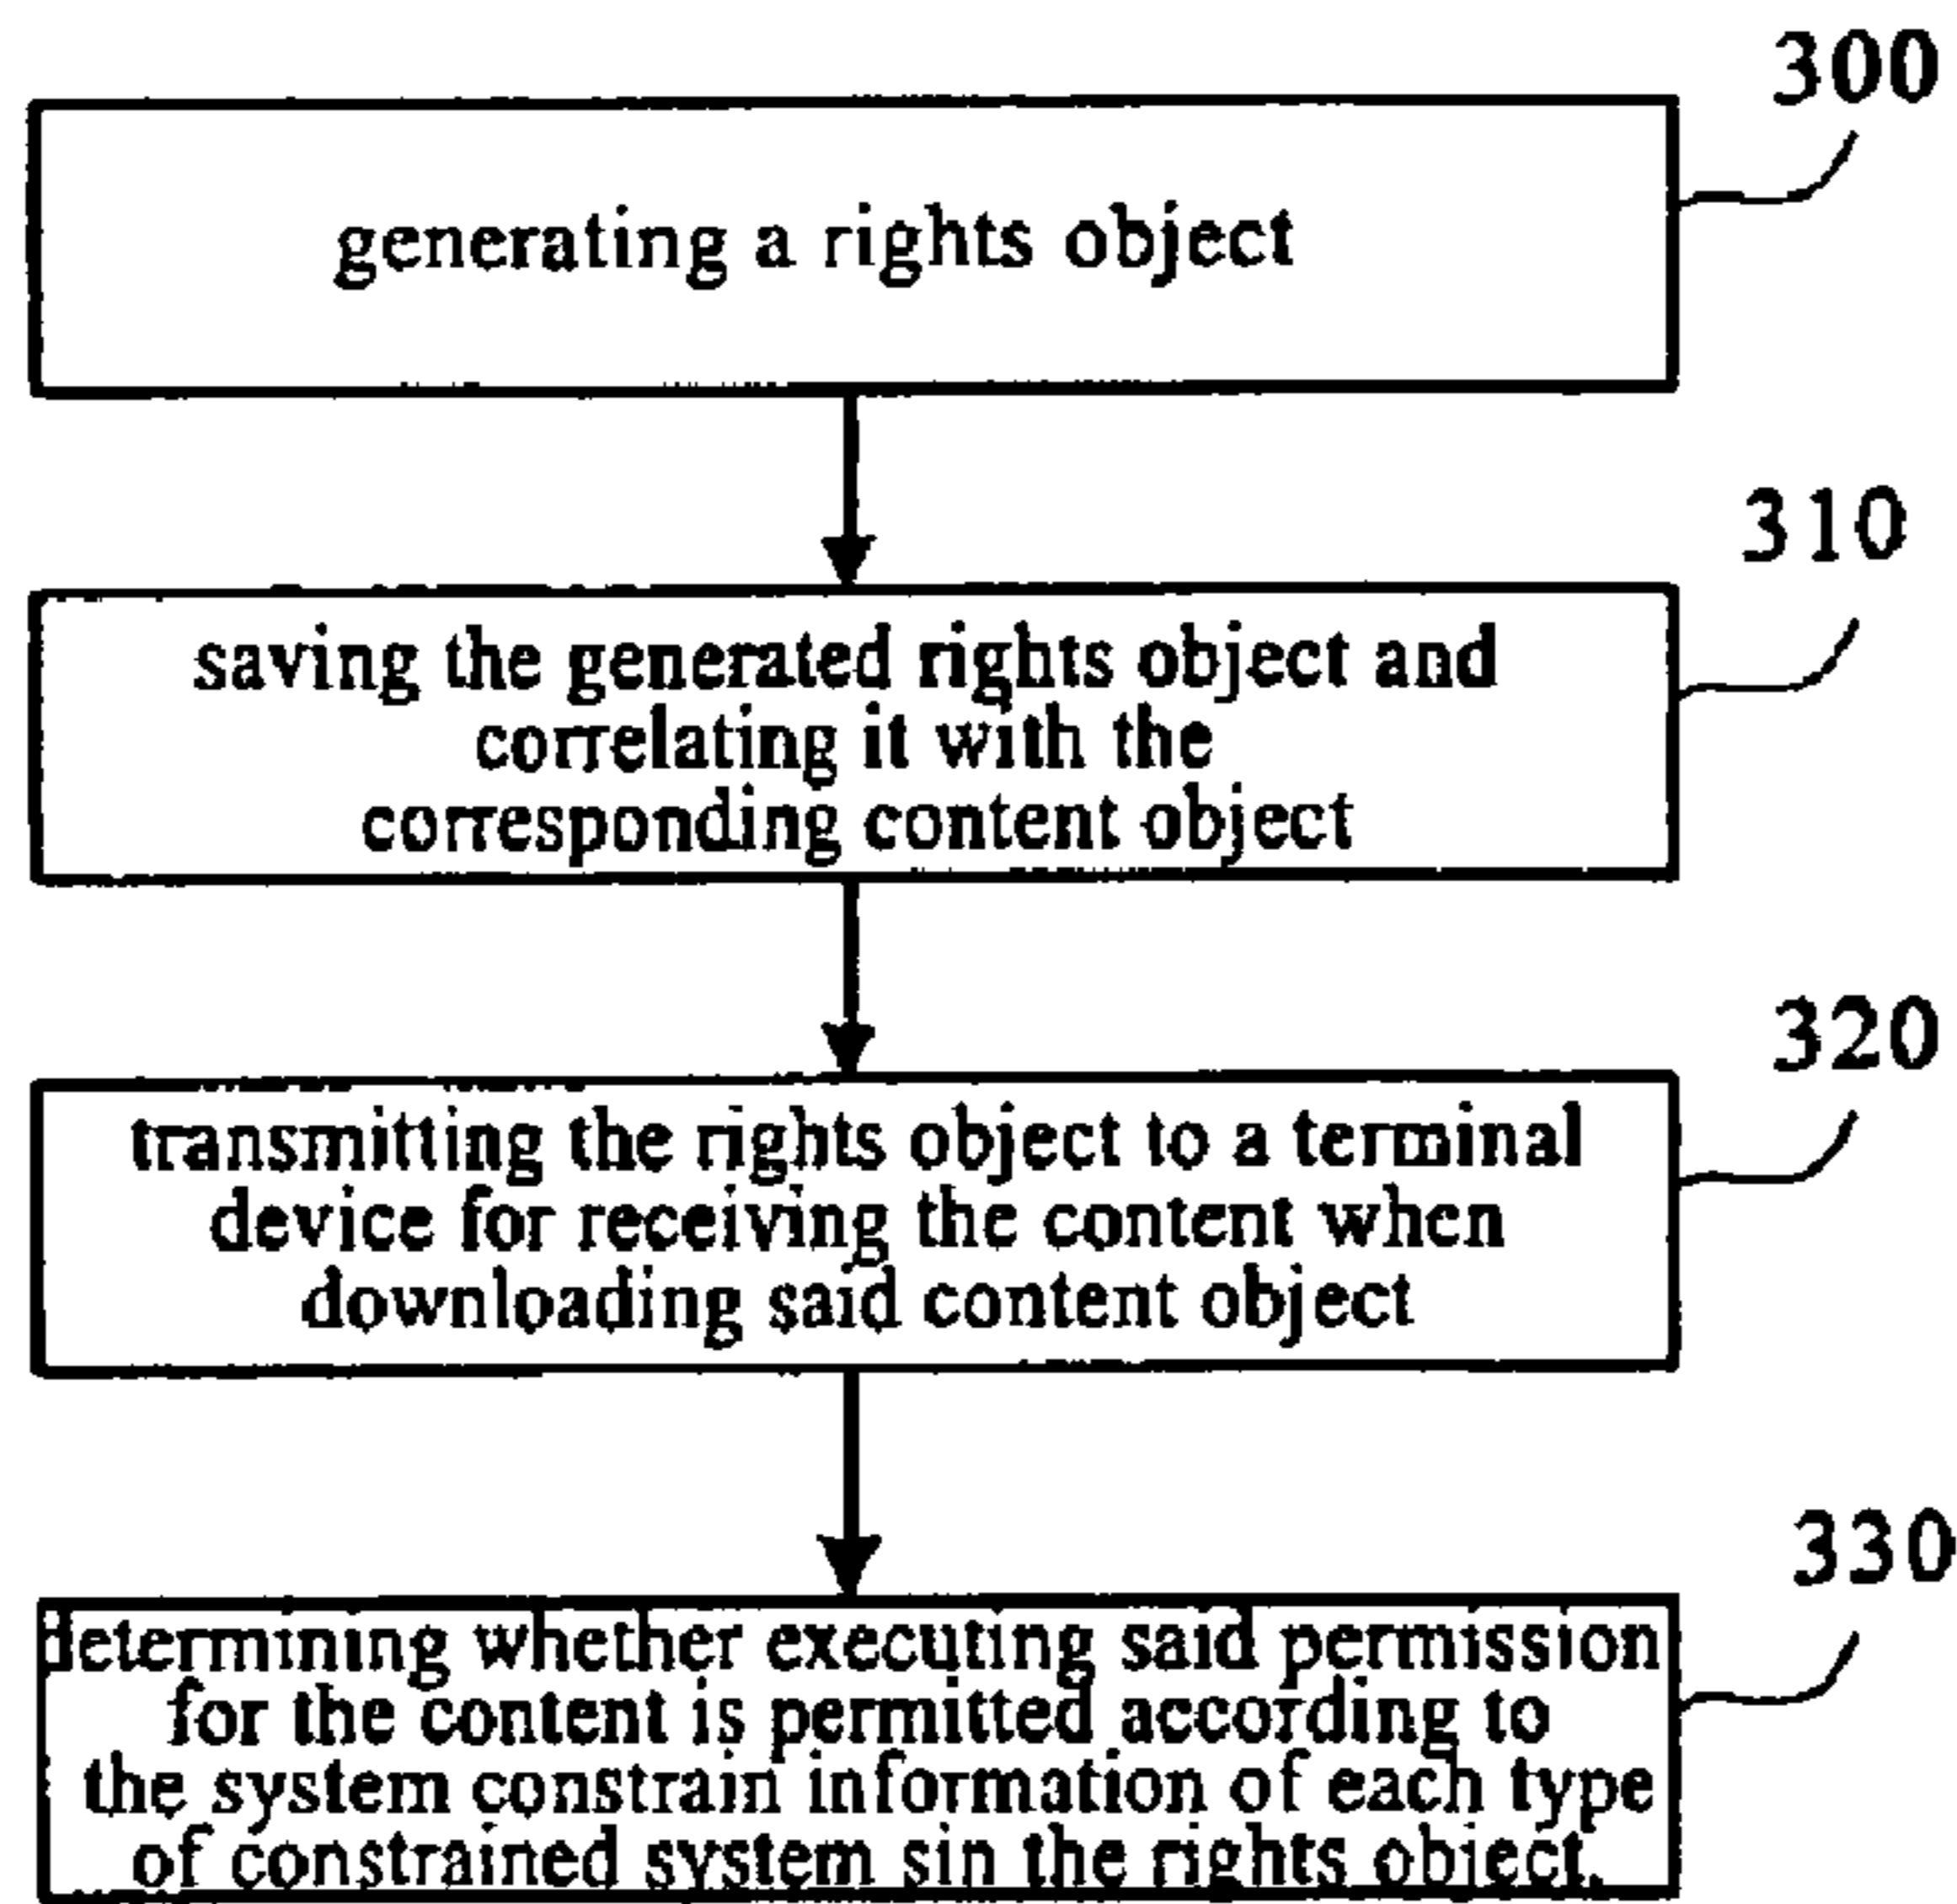 300
generating a rights object
310
saving the generated rights object and
correlating it with the
corresponding content object
320
transmitting the rights object to a terminal
device for receiving the content when
downloading said content object
330
determining whether executing said permission
for the content is permitted according to
the system constrain information of each type
of constrained system sin the rights object.